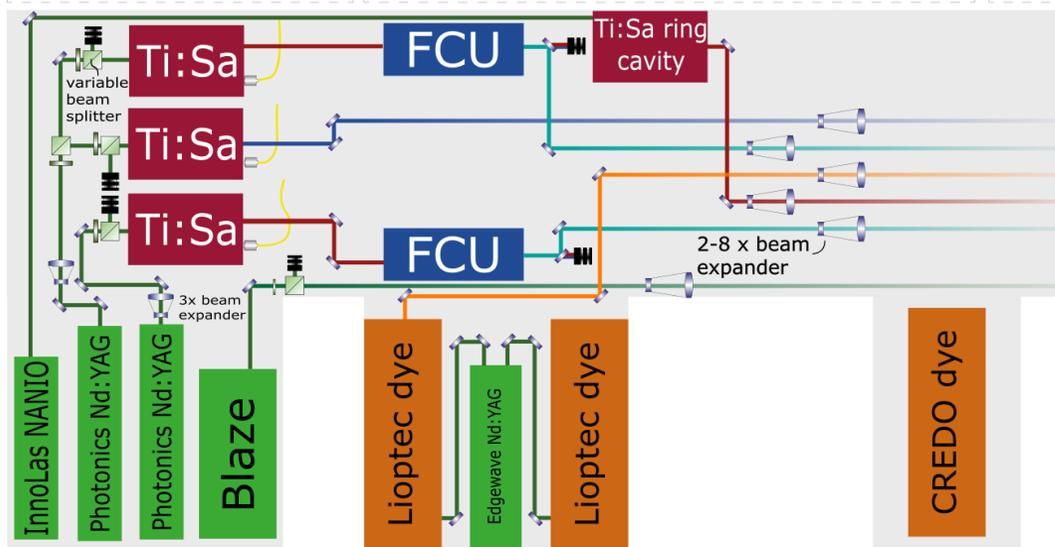 Ti:Sa
FCU
Ti:Sa ring
cavity
variable
beam
splitter
Ti:Sa
Ti:Sa
FCU
2-8 x beam
expander
3x beam
expander
InnoLas NANIO
Photonics Nd:YAG
Photonics Nd:YAG
Blaze
Lioptec dye
Edgewave Nd:YAG
Lioptec dye
CREDO dye